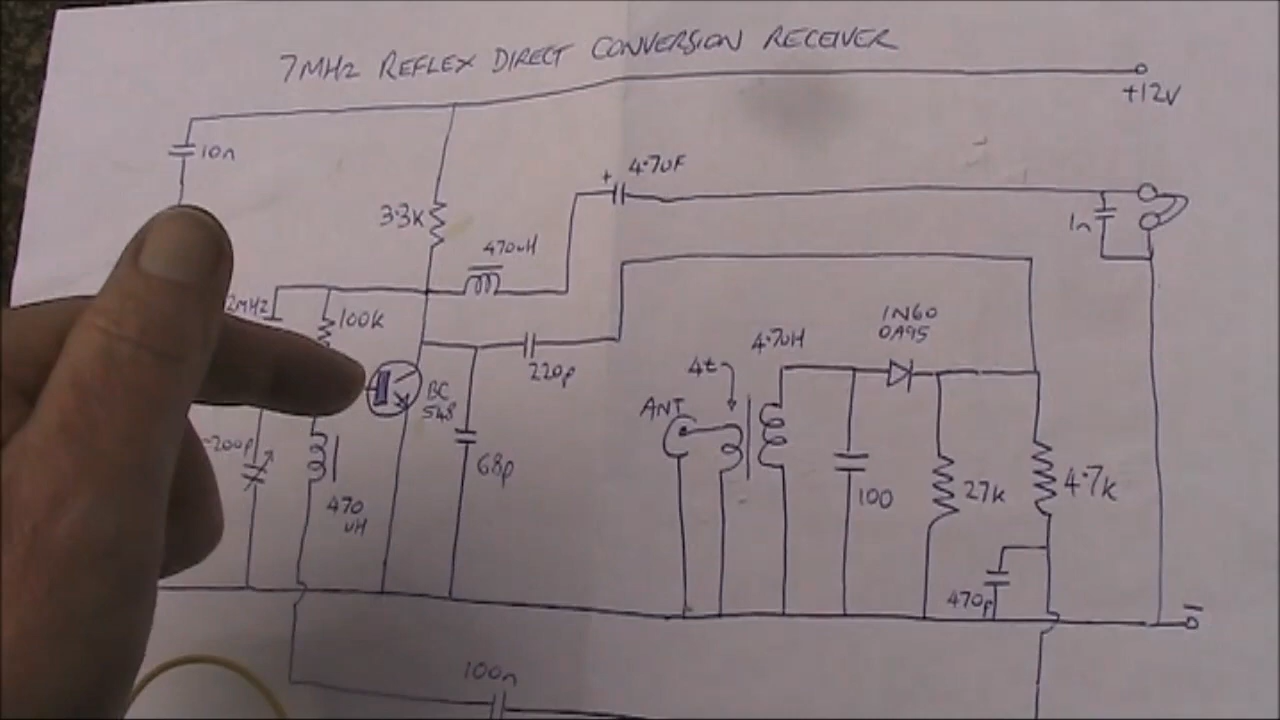 7MHz REFLEX DIRECT CONVERSION RECEIVER
+12V
10n
+
4.7uF
3.3K
1n
470uH
2MHz
100K
1N60
OA95
4.7uH
220p
4t
BC
548
ANT
~200p
68p
100
27k
4.7k
470
uH
470p
-
100n